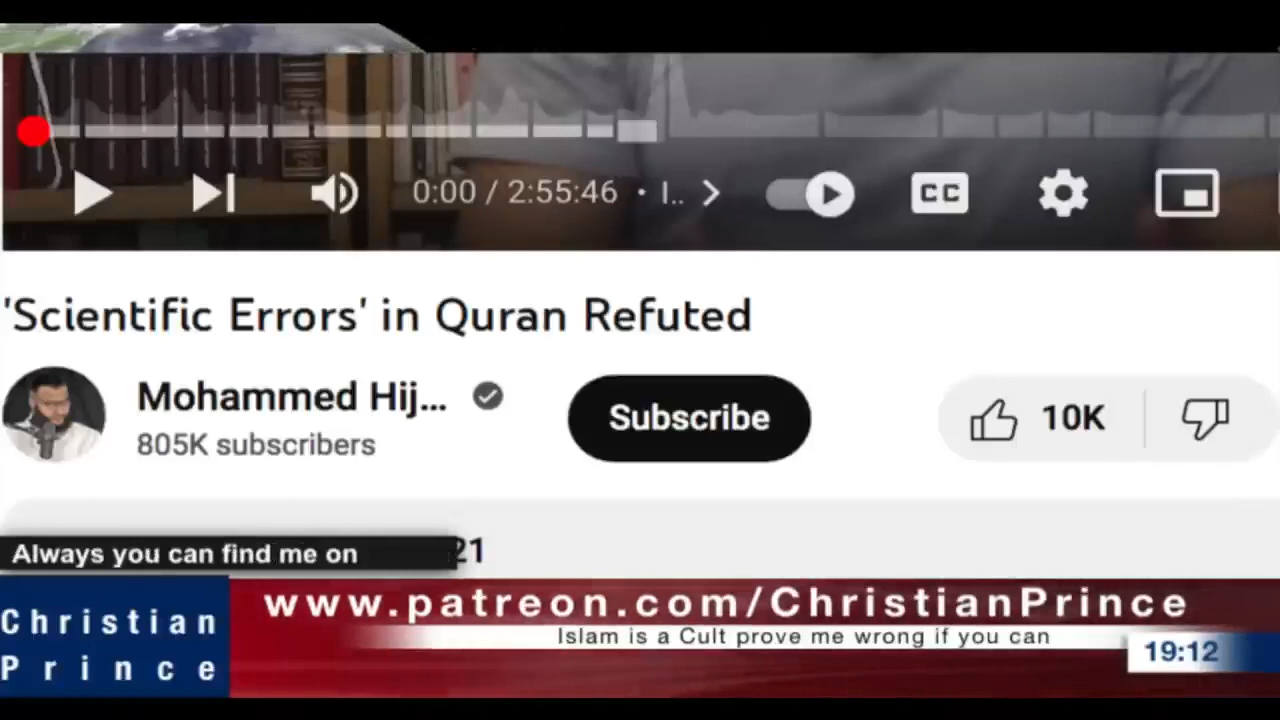 0:00 / 2:55:46 • I.. >
CC
'Scientific Errors' in Quran Refuted
Mohammed Hij...
805K subscribers
Subscribe
10K
Always you can find me on
21
www.patreon.com/ChristianPrince
Christian
Prince
Islam is a Cult prove me wrong if you can
19:12